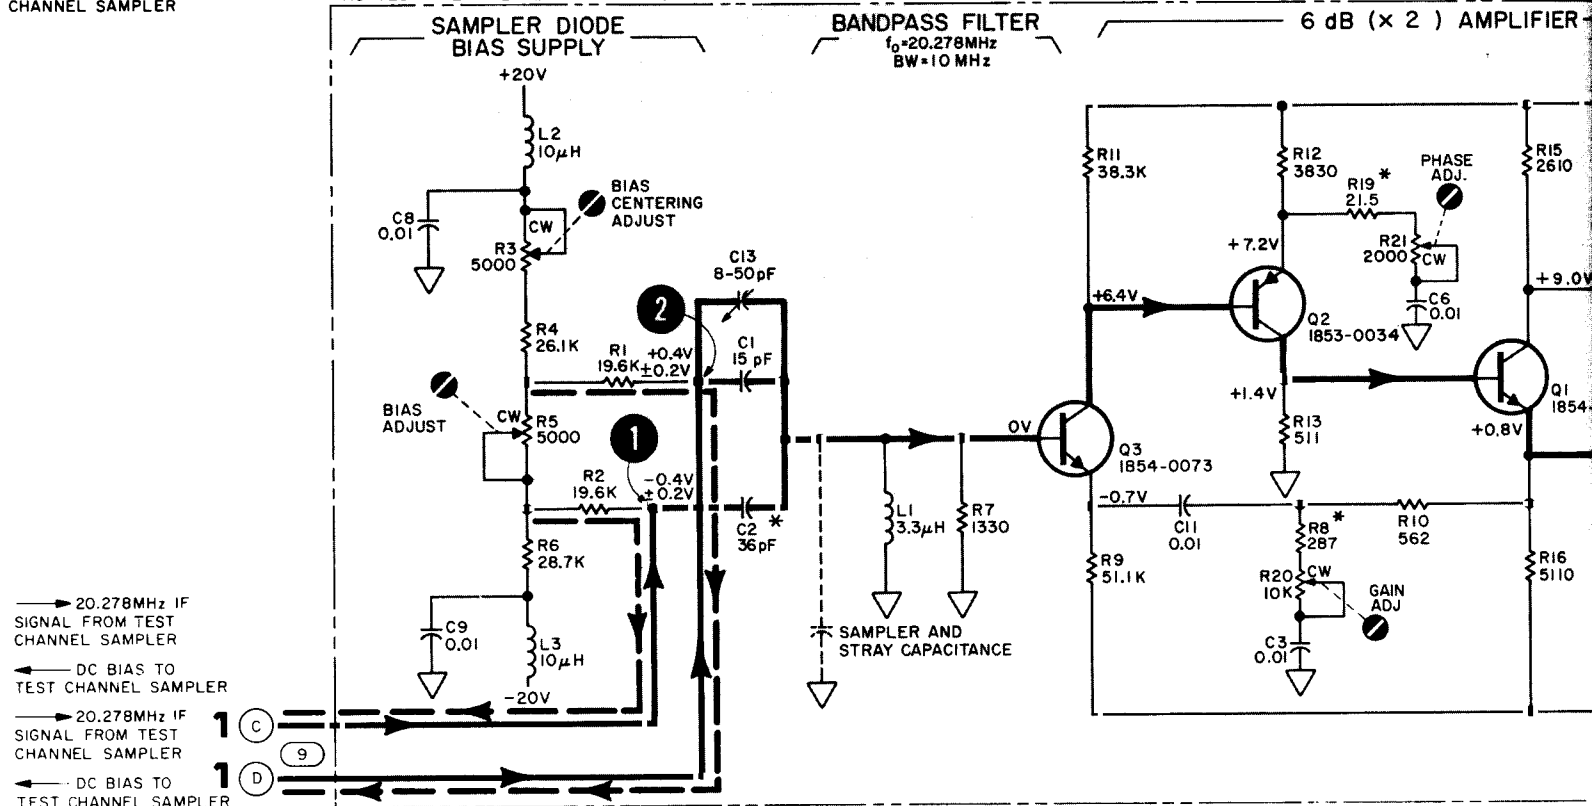 CHANNEL SAMPLER
SAMPLER DIODE
BIAS SUPPLY
BANDPASS FILTER
f₀=20.278MHz
BW=10 MHz
6 dB (× 2 ) AMPLIFIER
+20V
L2
10µH
BIAS
CENTERING
ADJUST
C8
0.01
CW
R3
5000
R4
26.1K
R1
19.6K
+0.4V
±0.2V
2
C13
8-50pF
C1
15 pF
BIAS
ADJUST
CW
R5
5000
1
R2
19.6K
-0.4V
±0.2V
C2 *
36pF
R6
28.7K
C9
0.01
L3
10µH
-20V
SAMPLER AND
STRAY CAPACITANCE
L1
3.3µH
R7
1330
0V
Q3
1854-0073
R11
38.3K
+6.4V
R12
3830
R19 *
21.5
PHASE
ADJ.
R21
2000
CW
C6
0.01
+7.2V
Q2
1853-0034
+1.4V
R13
511
R15
2610
+9.0V
Q1
1854-
+0.8V
-0.7V
C11
0.01
R8 *
287
R10
562
R9
51.1K
R20
10K
CW
GAIN
ADJ
C3
0.01
R16
5110
20.278MHz IF
SIGNAL FROM TEST
CHANNEL SAMPLER
DC BIAS TO
TEST CHANNEL SAMPLER
20.278MHz IF
SIGNAL FROM TEST
CHANNEL SAMPLER
1 C
9
1 D
DC BIAS TO
TEST CHANNEL SAMPLER